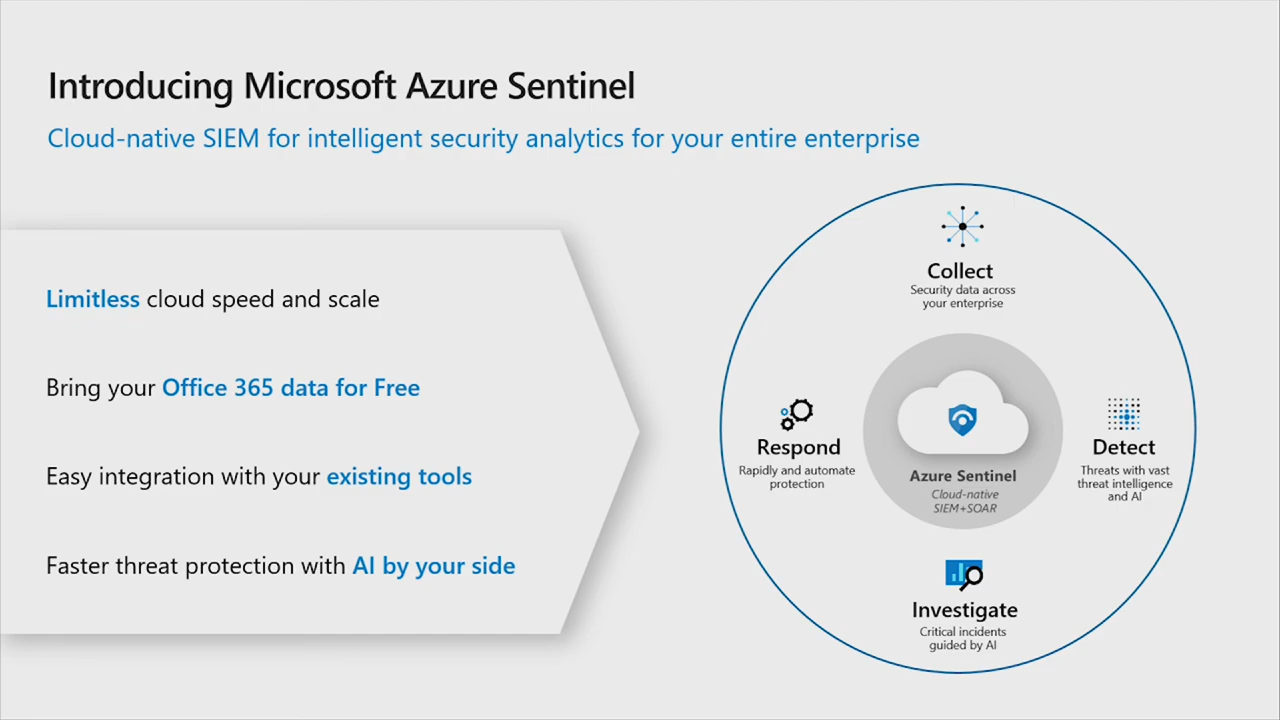 Introducing Microsoft Azure Sentinel
Cloud-native SIEM for intelligent security analytics for your entire enterprise
Limitless cloud speed and scale
Bring your Office 365 data for Free
Easy integration with your existing tools
Faster threat protection with AI by your side
Collect
Security data across
your enterprise
Respond
Rapidly and automate
protection
Azure Sentinel
Cloud-native
SIEM+SOAR
Detect
Threats with vast
threat intelligence
and AI
Investigate
Critical incidents
guided by AI